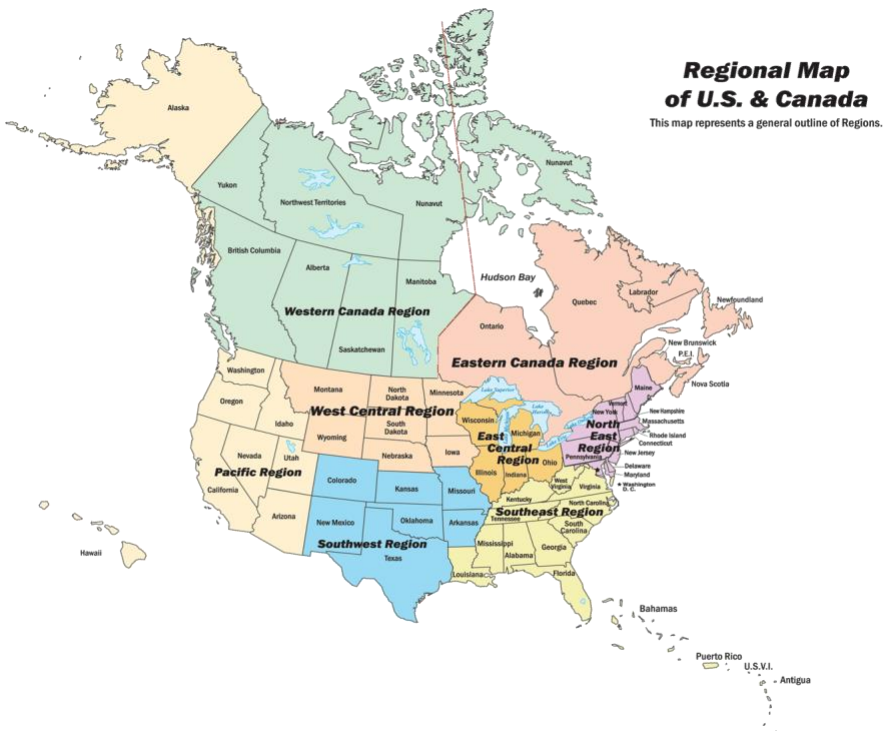 Regional Map
of U.S. & Canada
This map represents a general outline of Regions.
Alaska
Yukon
Northwest Territories
Nunavut
Nunavut
British Columbia
Alberta
Manitoba
Saskatchewan
Western Canada Region
Hudson Bay
Ontario
Quebec
Labrador
Newfoundland
New Brunswick
P.E.I.
Nova Scotia
Eastern Canada Region
Washington
Oregon
Idaho
Nevada
Utah
California
Arizona
Pacific Region
Hawaii
Montana
North
Dakota
Minnesota
West Central Region
Wyoming
South
Dakota
Nebraska
Iowa
Lake Superior
Lake
Huron
Wisconsin
Michigan
East
Central
Region
Illinois
Indiana
Ohio
Maine
Vermont
New York
New Hampshire
Massachusetts
Rhode Island
Connecticut
North
East
Region
New Jersey
Pennsylvania
Delaware
Maryland
Washington
D. C.
Colorado
Kansas
Missouri
New Mexico
Oklahoma
Arkansas
Southwest Region
Texas
West
Virginia
Virginia
Kentucky
North Carolina
Southeast Region
Tennessee
South
Carolina
Mississippi
Alabama
Georgia
Louisiana
Florida
Bahamas
Puerto Rico
U.S.V.I.
Antigua